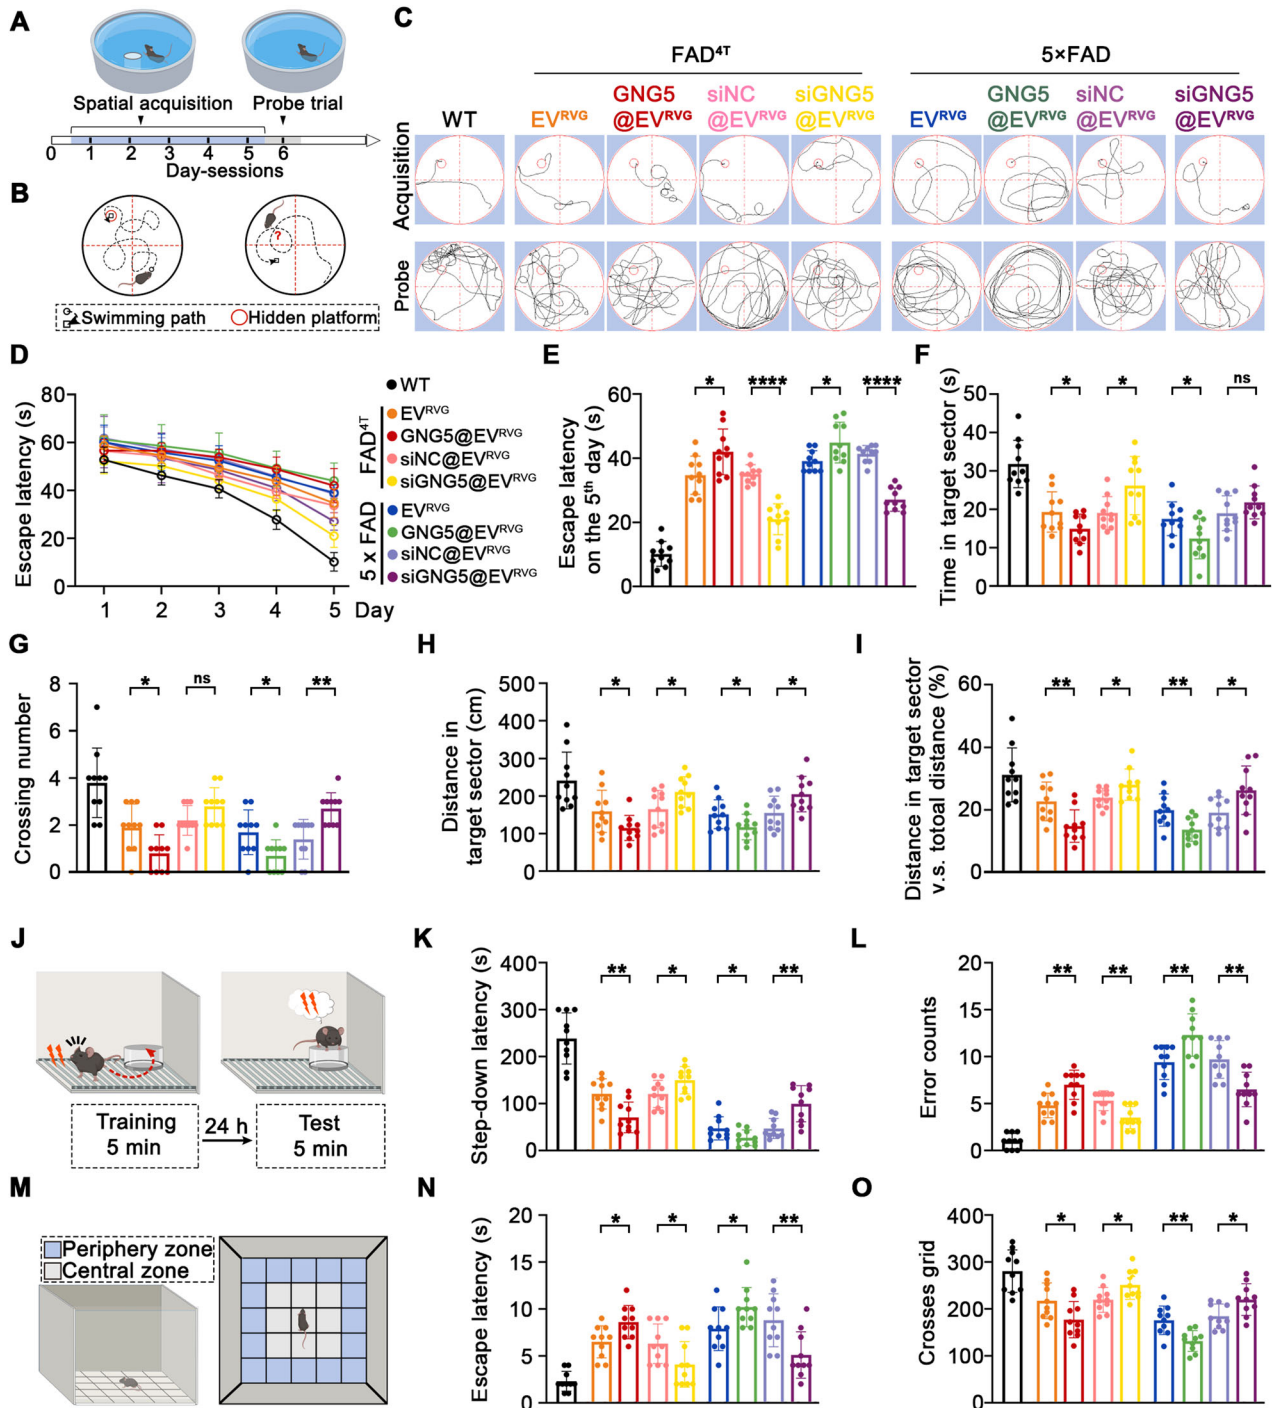 A
Spatial acquisition
Probe trial
0 1 2 3 4 5 6
Day-sessions
B
?
Swimming path
Hidden platform
C
FAD4T
5×FAD
WT
EVRVG
GNG5
@EVRVG
siNC
@EVRVG
siGNG5
@EVRVG
EVRVG
GNG5
@EVRVG
siNC
@EVRVG
siGNG5
@EVRVG
Acquisition
Probe
D
Escape latency (s)
80
60
40
20
0
1 2 3 4 5 Day
WT
FAD4T
EVRVG
GNG5@EVRVG
siNC@EVRVG
siGNG5@EVRVG
5 x FAD
EVRVG
GNG5@EVRVG
siNC@EVRVG
siGNG5@EVRVG
E
Escape latency
on the 5th day (s)
60
40
20
0
* **** * ****
F
Time in target sector (s)
50
40
30
20
10
0
* * * ns
G
Crossing number
8
6
4
2
0
* ns * **
H
Distance in
target sector (cm)
500
400
300
200
100
0
* * * *
I
Distance in target sector
v.s. totoal distance (%)
60
40
20
0
** * ** *
J
Training
5 min
24 h
Test
5 min
K
Step-down latency (s)
400
300
200
100
0
** * * **
L
Error counts
20
15
10
5
0
** ** ** **
M
Periphery zone
Central zone
N
Escape latency (s)
20
15
10
5
0
* * * **
O
Crosses grid
400
300
200
100
0
* * ** *